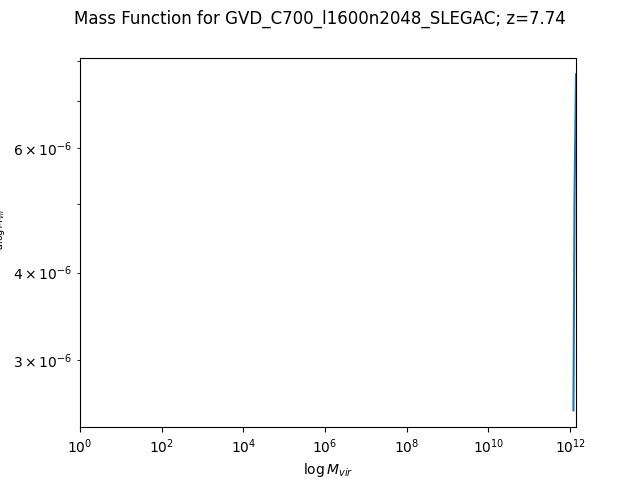 Mass Function for GVD_C700_l1600n2048_SLEGAC; z=7.74
6 × 10⁻⁶
4 × 10⁻⁶
3 × 10⁻⁶
10⁰ 10² 10⁴ 10⁶ 10⁸ 10¹⁰ 10¹²
log M_vir